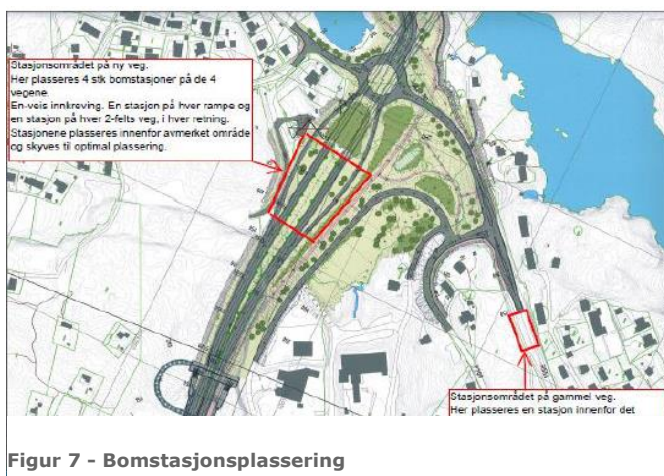 Stasjonsområdet på ny veg.
Her plasseres 4 stk bomstasjoner på de 4
vegene.
En-veis innkreving. En stasjon på hver rampe og
en stasjon på hver 2-felts veg, i hver retning.
Stasjonene plasseres innenfor avmerket område
og skyves til optimal plassering.
Stasjonsområdet på gammel veg.
Her plasseres en stasjon innenfor det
Figur 7 - Bomstasjonsplassering